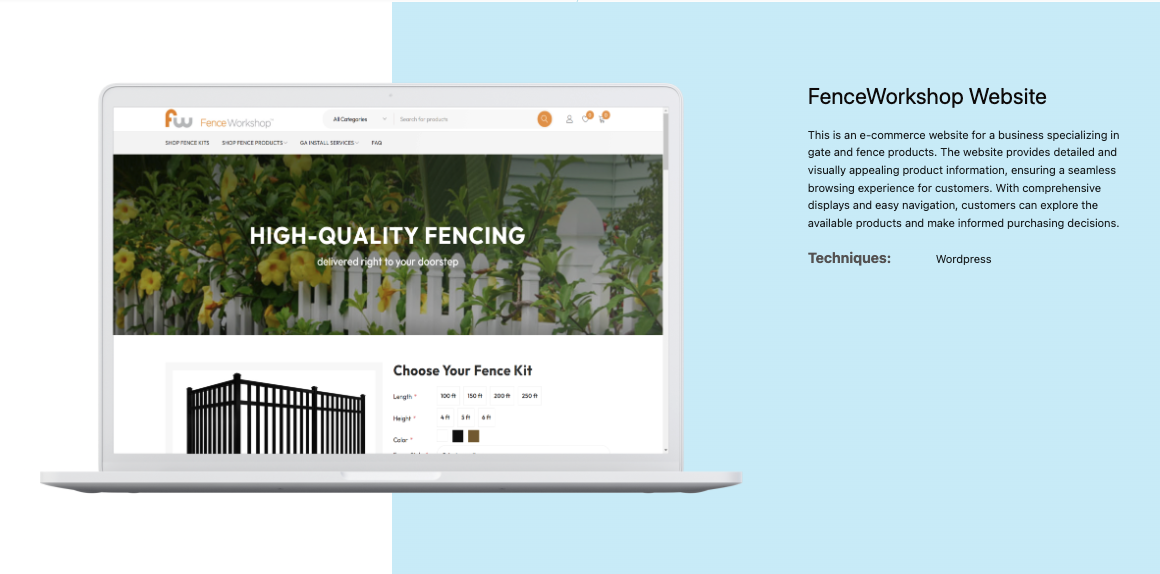 fw FenceWorkshop™
All Categories
Search for products
0
0
SHOP FENCE KITS SHOP FENCE PRODUCTS GA INSTALL SERVICES FAQ
HIGH-QUALITY FENCING
delivered right to your doorstep
Choose Your Fence Kit
Length * 100 ft 150 ft 200 ft 250 ft
Height * 4 ft 5 ft 6 ft
Color *
FenceWorkshop Website
This is an e-commerce website for a business specializing in
gate and fence products. The website provides detailed and
visually appealing product information, ensuring a seamless
browsing experience for customers. With comprehensive
displays and easy navigation, customers can explore the
available products and make informed purchasing decisions.
Techniques: Wordpress